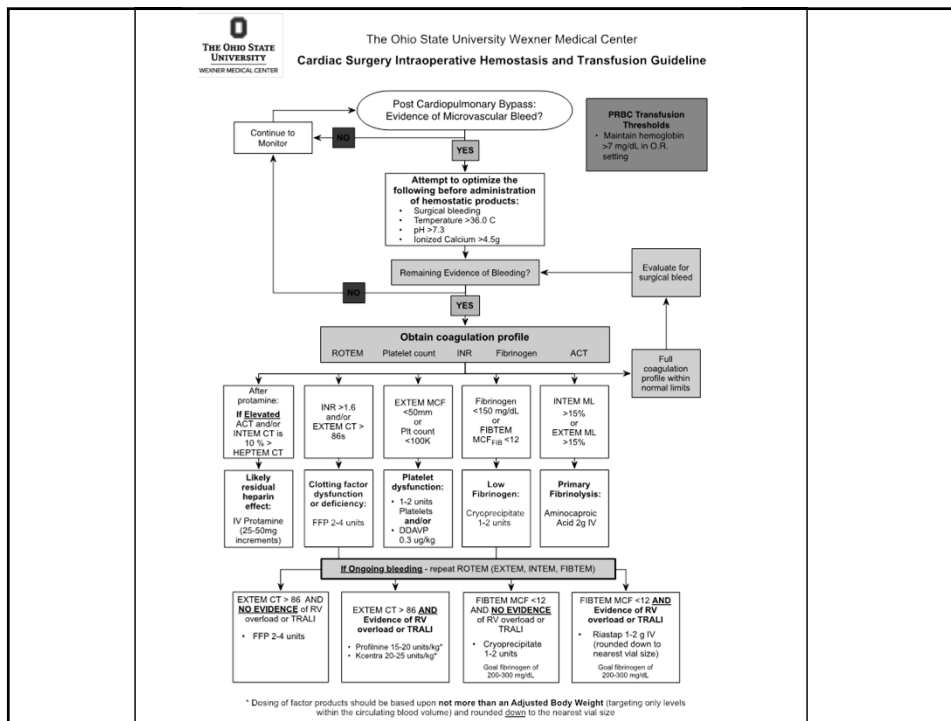 THE OHIO STATE
UNIVERSITY
WEXNER MEDICAL CENTER
The Ohio State University Wexner Medical Center
Cardiac Surgery Intraoperative Hemostasis and Transfusion Guideline
Post Cardiopulmonary Bypass:
Evidence of Microvascular Bleed?
PRBC Transfusion
Thresholds
• Maintain hemoglobin
>7 mg/dL in O.R.
setting
Continue to
Monitor
NO
YES
Attempt to optimize the
following before administration
of hemostatic products:
• Surgical bleeding
• Temperature >36.0 C
• pH >7.3
• Ionized Calcium >4.5g
Remaining Evidence of Bleeding?
Evaluate for
surgical bleed
NO
YES
Obtain coagulation profile
ROTEM Platelet count INR Fibrinogen ACT
Full
coagulation
profile within
normal limits
After
protamine:
If Elevated
ACT and/or
INTEM CT is
10 % >
HEPTEM CT
INR >1.6
and/or
EXTEM CT >
86s
EXTEM MCF
<50mm
or
Plt count
<100K
Fibrinogen
<150 mg/dL
or
FIBTEM
MCFFIB <12
INTEM ML
>15%
or
EXTEM ML
>15%
Likely
residual
heparin
effect:
IV Protamine
(25-50mg
increments)
Clotting factor
dysfunction
or deficiency:
FFP 2-4 units
Platelet
dysfunction:
• 1-2 units
Platelets
and/or
• DDAVP
0.3 ug/kg
Low
Fibrinogen:
Cryoprecipitate
1-2 units
Primary
Fibrinolysis:
Aminocaproic
Acid 2g IV
If Ongoing bleeding - repeat ROTEM (EXTEM, INTEM, FIBTEM)
EXTEM CT > 86 AND
NO EVIDENCE of RV
overload or TRALI
• FFP 2-4 units
EXTEM CT > 86 AND
Evidence of RV
overload or TRALI
• Profilnine 15-20 units/kg*
• Kcentra 20-25 units/kg*
FIBTEM MCF <12
AND NO EVIDENCE
of RV overload or
TRALI
• Cryoprecipitate
1-2 units
Goal fibrinogen of
200-300 mg/dL
FIBTEM MCF <12 AND
Evidence of RV
overload or TRALI
• Riastap 1-2 g IV
(rounded down to
nearest vial size)
Goal fibrinogen of
200-300 mg/dL
* Dosing of factor products should be based upon not more than an Adjusted Body Weight (targeting only levels
within the circulating blood volume) and rounded down to the nearest vial size